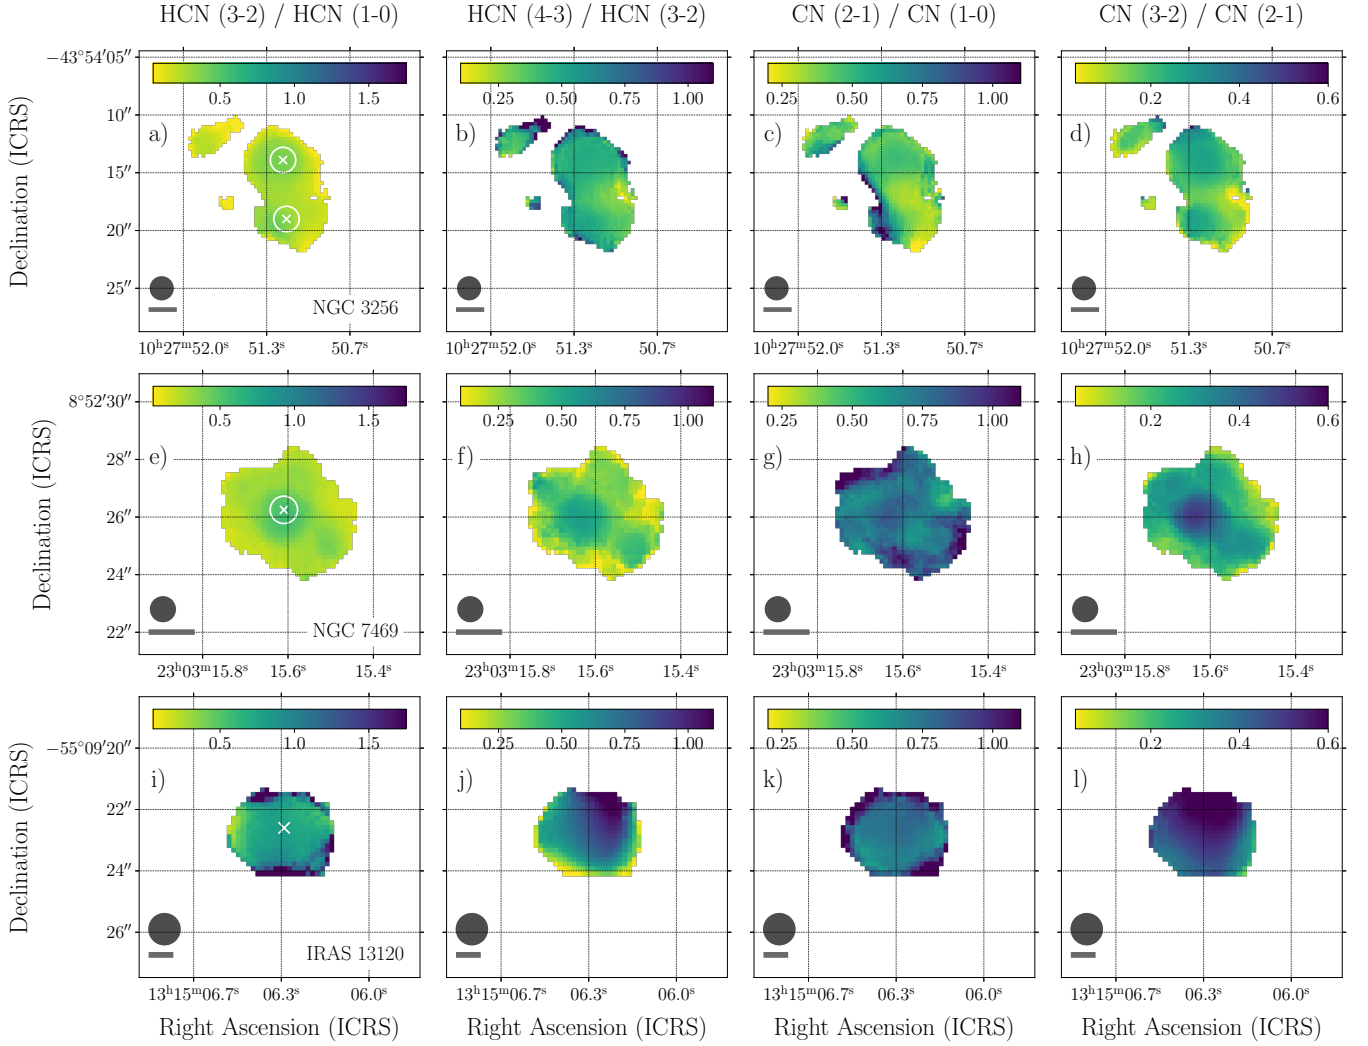 HCN (3-2) / HCN (1-0) HCN (4-3) / HCN (3-2) CN (2-1) / CN (1-0) CN (3-2) / CN (2-1)
−43°54′05″
0.5 1.0 1.5 0.25 0.50 0.75 1.00 0.25 0.50 0.75 1.00 0.2 0.4 0.6
10″
a) b) c) d)
15″
20″
25″
NGC 3256
Declination (ICRS)
10ʰ27ᵐ52.0ˢ 51.3ˢ 50.7ˢ 10ʰ27ᵐ52.0ˢ 51.3ˢ 50.7ˢ 10ʰ27ᵐ52.0ˢ 51.3ˢ 50.7ˢ 10ʰ27ᵐ52.0ˢ 51.3ˢ 50.7ˢ
8°52′30″
0.5 1.0 1.5 0.25 0.50 0.75 1.00 0.25 0.50 0.75 1.00 0.2 0.4 0.6
28″
e) f) g) h)
26″
24″
22″
NGC 7469
Declination (ICRS)
23ʰ03ᵐ15.8ˢ 15.6ˢ 15.4ˢ 23ʰ03ᵐ15.8ˢ 15.6ˢ 15.4ˢ 23ʰ03ᵐ15.8ˢ 15.6ˢ 15.4ˢ 23ʰ03ᵐ15.8ˢ 15.6ˢ 15.4ˢ
−55°09′20″
0.5 1.0 1.5 0.25 0.50 0.75 1.00 0.25 0.50 0.75 1.00 0.2 0.4 0.6
i) j) k) l)
22″
24″
26″
IRAS 13120
Declination (ICRS)
13ʰ15ᵐ06.7ˢ 06.3ˢ 06.0ˢ 13ʰ15ᵐ06.7ˢ 06.3ˢ 06.0ˢ 13ʰ15ᵐ06.7ˢ 06.3ˢ 06.0ˢ 13ʰ15ᵐ06.7ˢ 06.3ˢ 06.0ˢ
Right Ascension (ICRS) Right Ascension (ICRS) Right Ascension (ICRS) Right Ascension (ICRS)